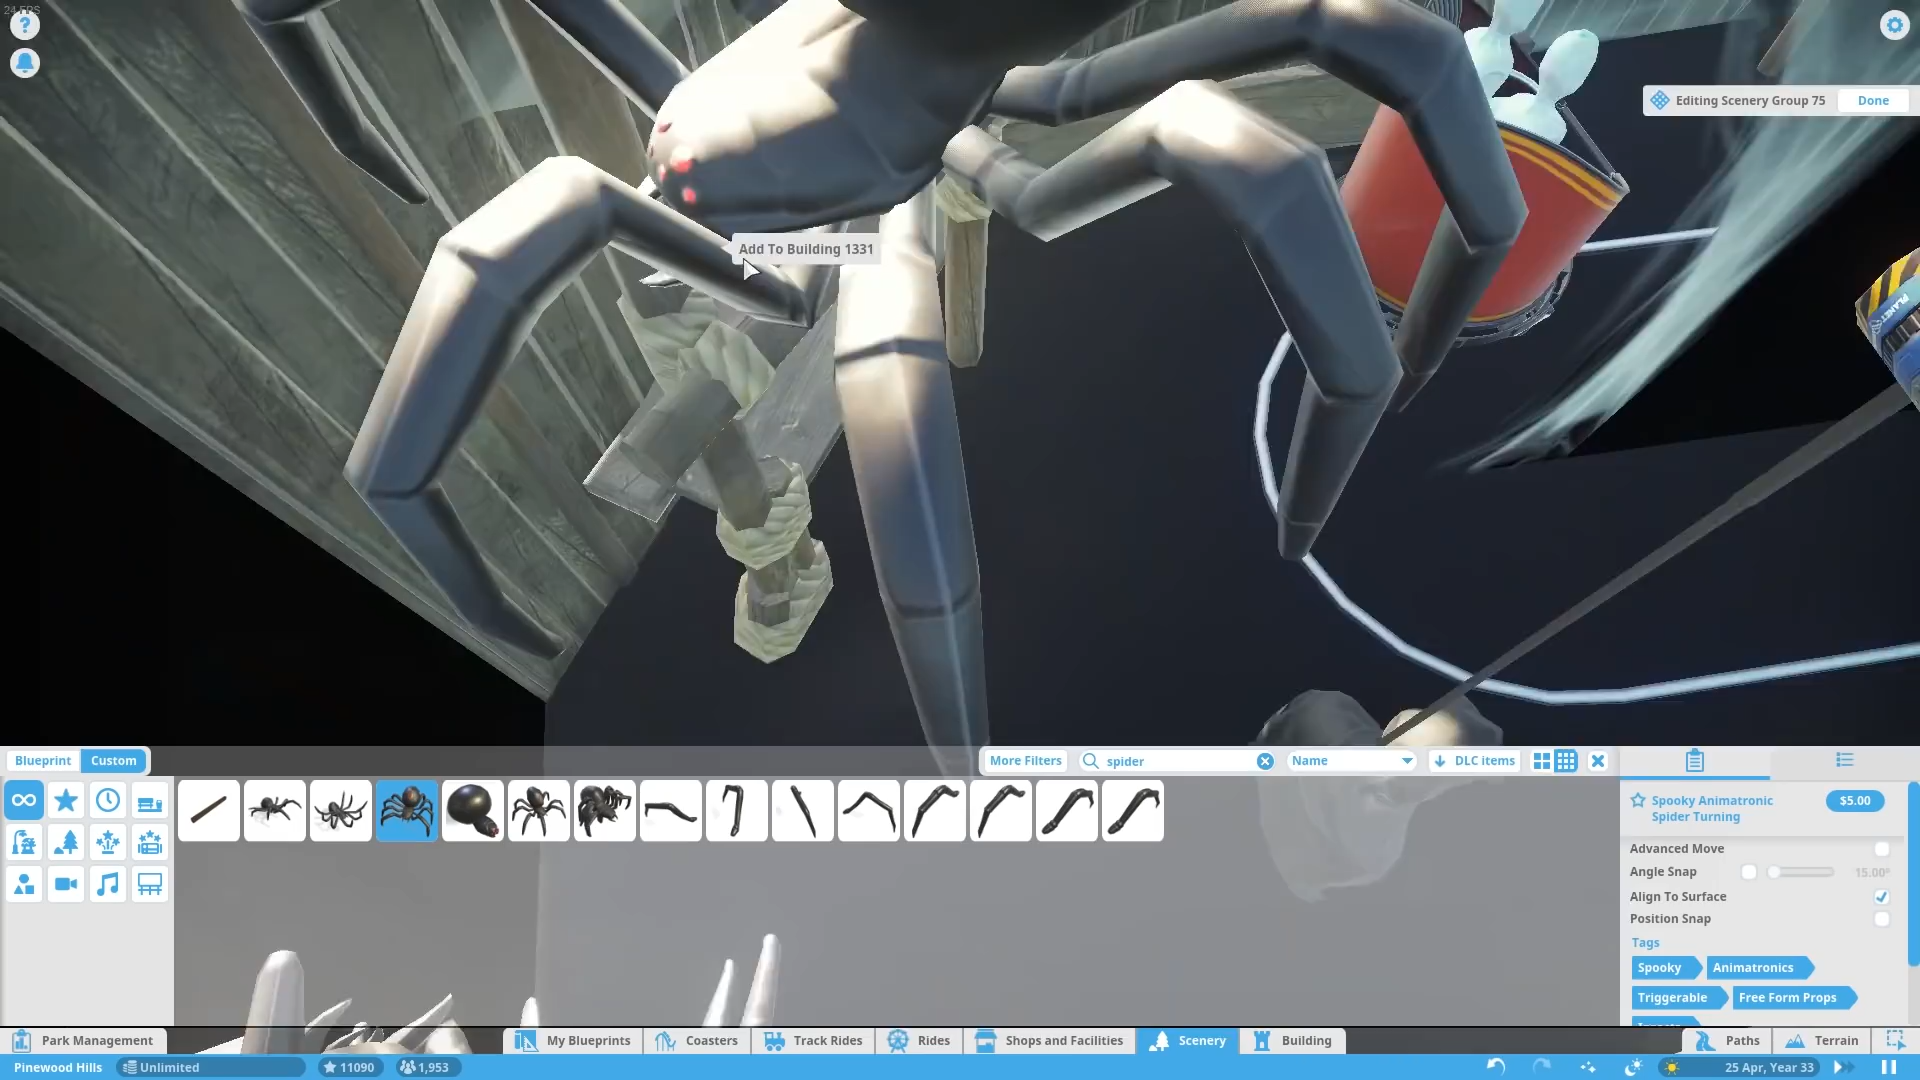 24 FPS
?
Editing Scenery Group 75
Done
Add To Building 1331
PLANET
Blueprint
Custom
More Filters
spider
Name
DLC items
Spooky Animatronic
Spider Turning
$5.00
Advanced Move
Angle Snap
15.00°
Align To Surface
Position Snap
Tags
Spooky
Animatronics
Triggerable
Free Form Props
Park Management
My Blueprints
Coasters
Track Rides
Rides
Shops and Facilities
Scenery
Building
Paths
Terrain
Pinewood Hills
Unlimited
11090
1,953
25 Apr, Year 33